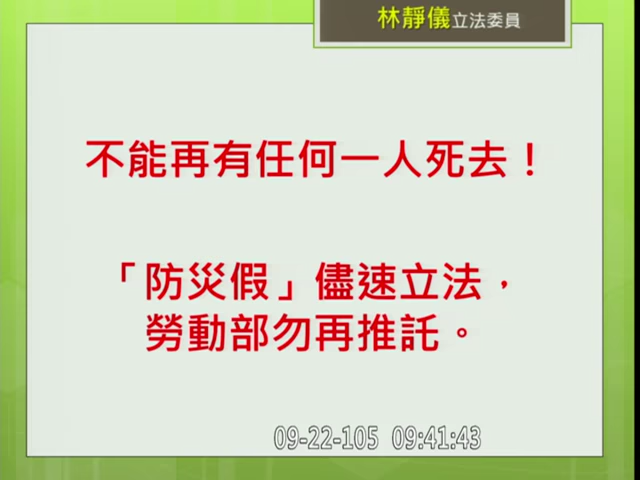 林靜儀立法委員
不能再有任何一人死去！
「防災假」儘速立法，
勞動部勿再推託。
09-22-105 09:41:43